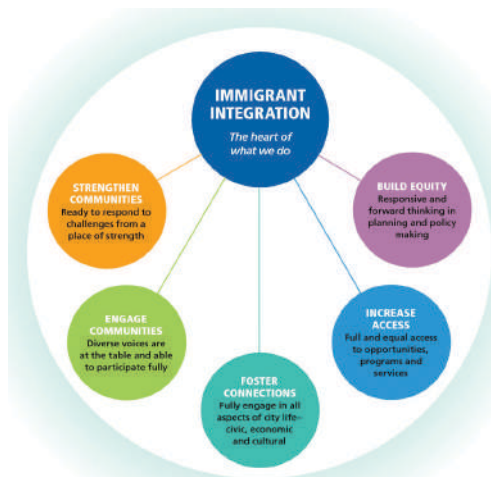 IMMIGRANT
INTEGRATION
The heart of
what we do
STRENGTHEN
COMMUNITIES
Ready to respond to
challenges from a
place of strength
BUILD EQUITY
Responsive and
forward thinking in
planning and policy
making
ENGAGE
COMMUNITIES
Diverse voices are
at the table and able
to participate fully
INCREASE
ACCESS
Full and equal access
to opportunities,
programs and
services
FOSTER
CONNECTIONS
Fully engage in all
aspects of city life–
civic, economic
and cultural